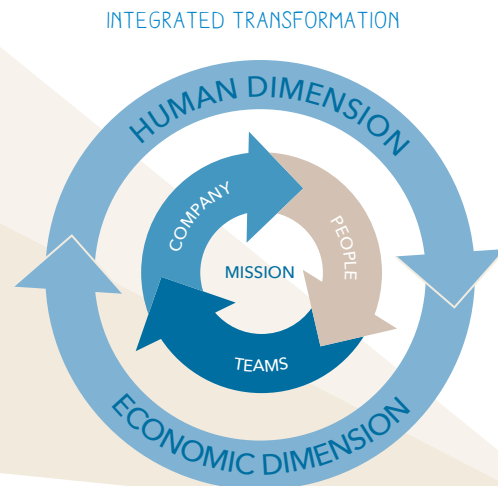 INTEGRATED TRANSFORMATION
HUMAN DIMENSION
COMPANY
PEOPLE
MISSION
TEAMS
ECONOMIC DIMENSION